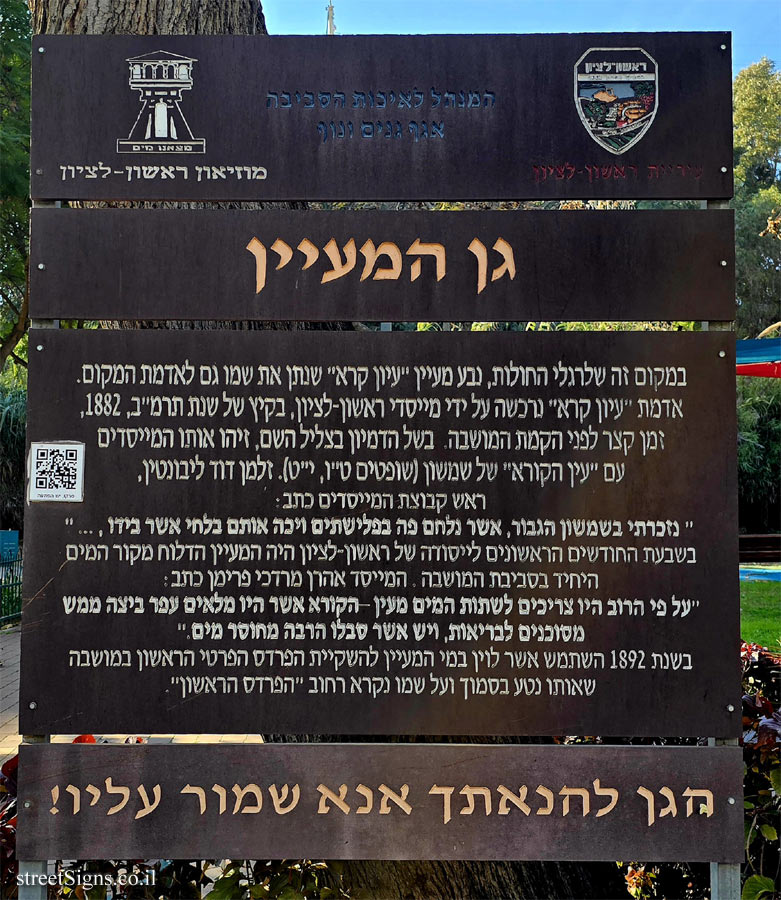 ראשון-לציון
המנהל לאיכות הסביבה
אגף גנים ונוף
מצאנו מים
מוזיאון ראשון-לציון
עיריית ראשון-לציון
גן המעיין
במקום זה שלרגלי החולות, נבע מעיין "עיון קרא" שנתן את שמו גם לאדמת המקום.
אדמת "עיון קרא" נרכשה על ידי מייסדי ראשון-לציון, בקיץ של שנת תרמ"ב, 1882,
זמן קצר לפני הקמת המושבה. בשל הדמיון בצליל השם, זיהו אותו המייסדים
עם "עין הקורא" של שמשון (שופטים ט"ו, י"ט). זלמן דוד ליבונטין,
ראש קבוצת המייסדים כתב:
" נזכרתי בשמשון הגבור, אשר נלחם פה בפלישתים ויכה אותם בלחי אשר בידו , ... "
בשבעת החודשים הראשונים לייסודה של ראשון-לציון היה המעיין הדלוח מקור המים
היחיד בסביבת המושבה . המייסד אהרן מרדכי פרימן כתב:
"על פי הרוב היו צריכים לשתות המים מעין –הקורא אשר היו מלאים עפר ביצה ממש
מסוכנים לבריאות, ויש אשר סבלו הרבה מחוסר מים."
בשנת 1892 השתמש אשר לוין במי המעיין להשקיית הפרדס הפרטי הראשון במושבה
שאותו נטע בסמוך ועל שמו נקרא רחוב "הפרדס הראשון".
הגן להנאתך אנא שמור עליו!
streetSigns.co.il